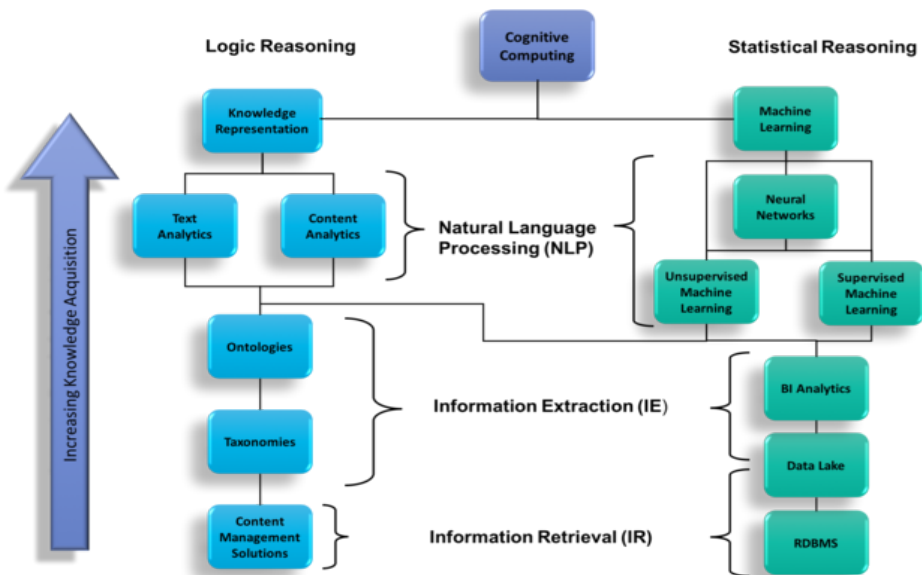 Logic Reasoning
Cognitive
Computing
Statistical Reasoning
Knowledge
Representation
Machine
Learning
Text
Analytics
Content
Analytics
Natural Language
Processing (NLP)
Neural
Networks
Unsupervised
Machine
Learning
Supervised
Machine
Learning
Increasing Knowledge Acquisition
Ontologies
Information Extraction (IE)
BI Analytics
Taxonomies
Data Lake
Content
Management
Solutions
Information Retrieval (IR)
RDBMS